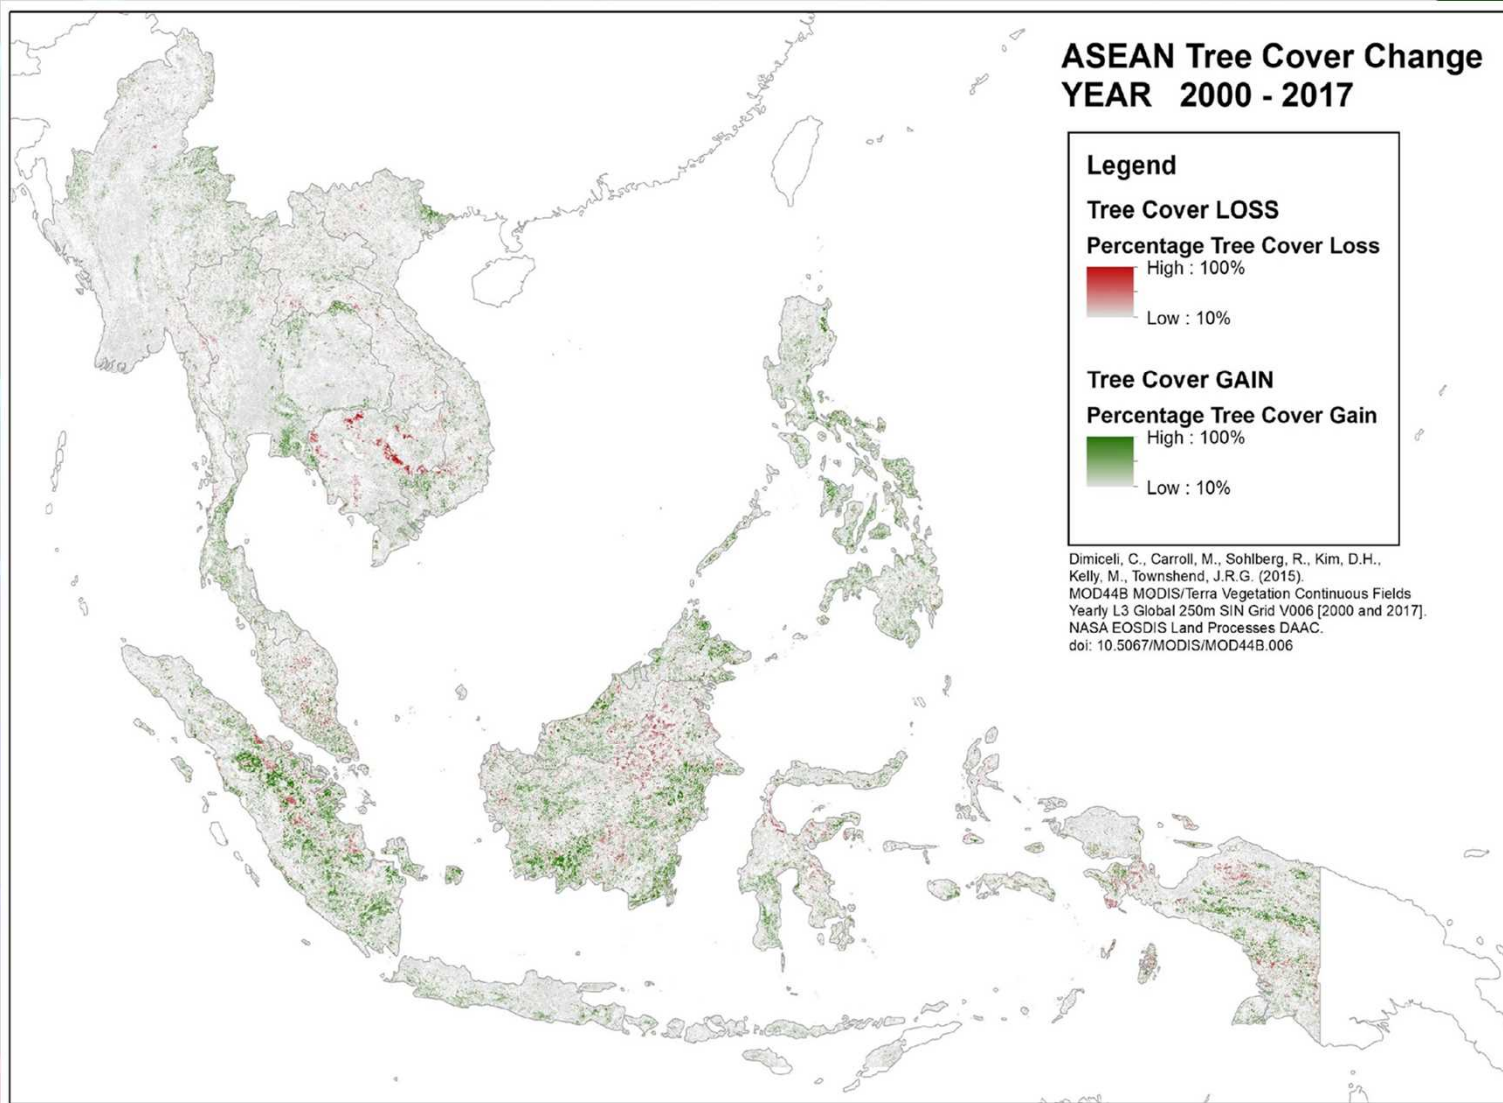 ASEAN Tree Cover Change
YEAR 2000 - 2017
Legend
Tree Cover LOSS
Percentage Tree Cover Loss
High : 100%
Low : 10%
Tree Cover GAIN
Percentage Tree Cover Gain
High : 100%
Low : 10%
Dimiceli, C., Carroll, M., Sohlberg, R., Kim, D.H.,
Kelly, M., Townshend, J.R.G. (2015).
MOD44B MODIS/Terra Vegetation Continuous Fields
Yearly L3 Global 250m SIN Grid V006 [2000 and 2017].
NASA EOSDIS Land Processes DAAC.
doi: 10.5067/MODIS/MOD44B.006